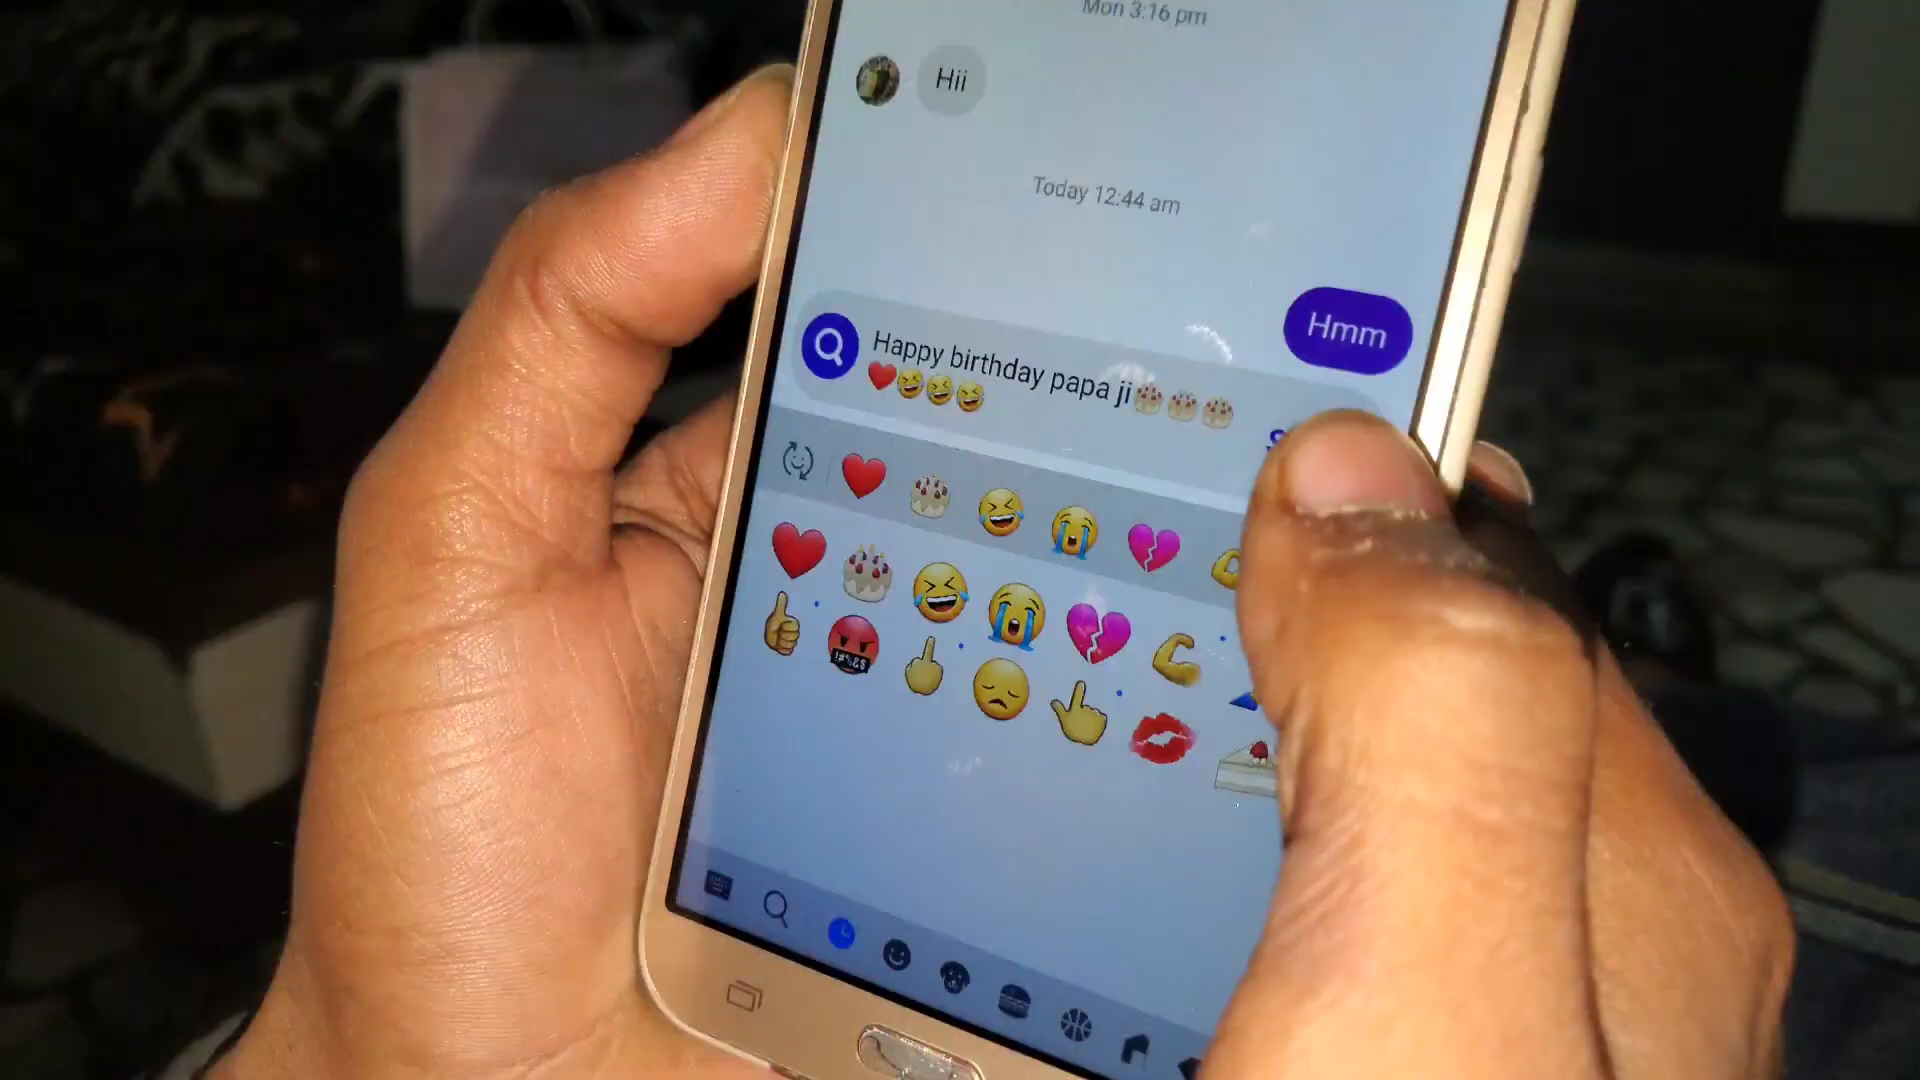 Mon 3:16 pm
Hii
Today 12:44 am
Hmm
Happy birthday papa ji🎂🎂🎂
❤️😆😆😆